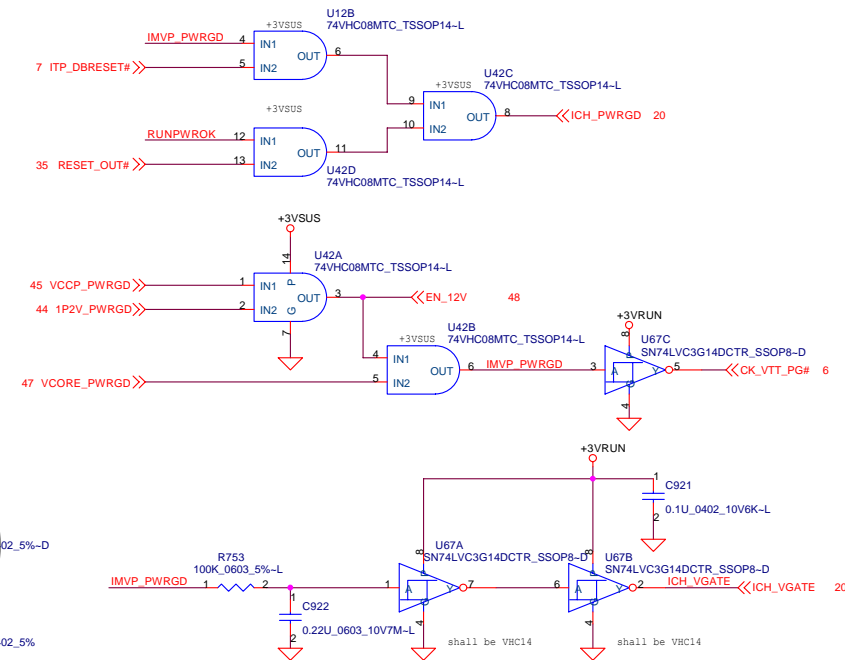 U12B
74VHC08MTC_TSSOP14~L
+3VSUS
IMVP_PWRGD 4 IN1
OUT 6
7 ITP_DBRESET# 5 IN2
U42C
74VHC08MTC_TSSOP14~L
+3VSUS
9 IN1
OUT 8 ICH_PWRGD 20
10 IN2
+3VSUS
RUNPWROK 12 IN1
OUT 11
35 RESET_OUT# 13 IN2
U42D
74VHC08MTC_TSSOP14~L
+3VSUS
14
U42A
74VHC08MTC_TSSOP14~L
45 VCCP_PWRGD 1 IN1 P
OUT 3 EN_12V 48
44 1P2V_PWRGD 2 IN2 G
7
U42B
74VHC08MTC_TSSOP14~L
+3VSUS
4 IN1
OUT 6 IMVP_PWRGD
47 VCORE_PWRGD 5 IN2
+3VRUN
8
U67C
SN74LVC3G14DCTR_SSOP8~D
3 A P Y 5 CK_VTT_PG# 6
G
4
+3VRUN
1
C921
0.1U_0402_10V6K~L
2
02_5%~D
R753
100K_0603_5%~L
IMVP_PWRGD 1 2
1
C922
0.22U_0603_10V7M~L
2
8
U67A
SN74LVC3G14DCTR_SSOP8~D
1 A P Y 7
G
4
shall be VHC14
8
U67B
SN74LVC3G14DCTR_SSOP8~D
6 A P Y 2 ICH_VGATE ICH_VGATE 20
G
4
shall be VHC14
02_5%